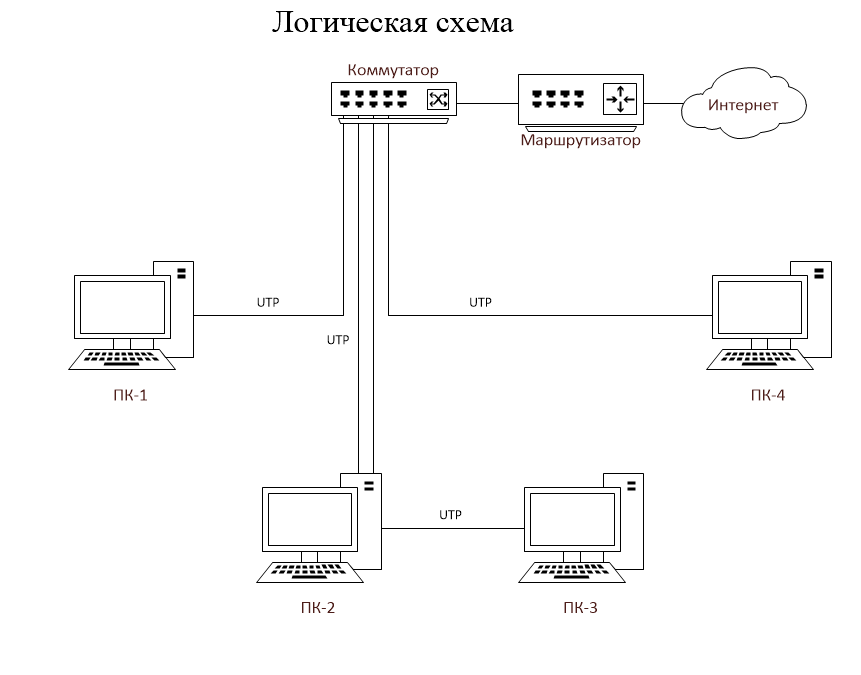 Логическая схема
Коммутатор
Интернет
Маршрутизатор
UTP
UTP
UTP
ПК-1
ПК-4
UTP
ПК-2
ПК-3